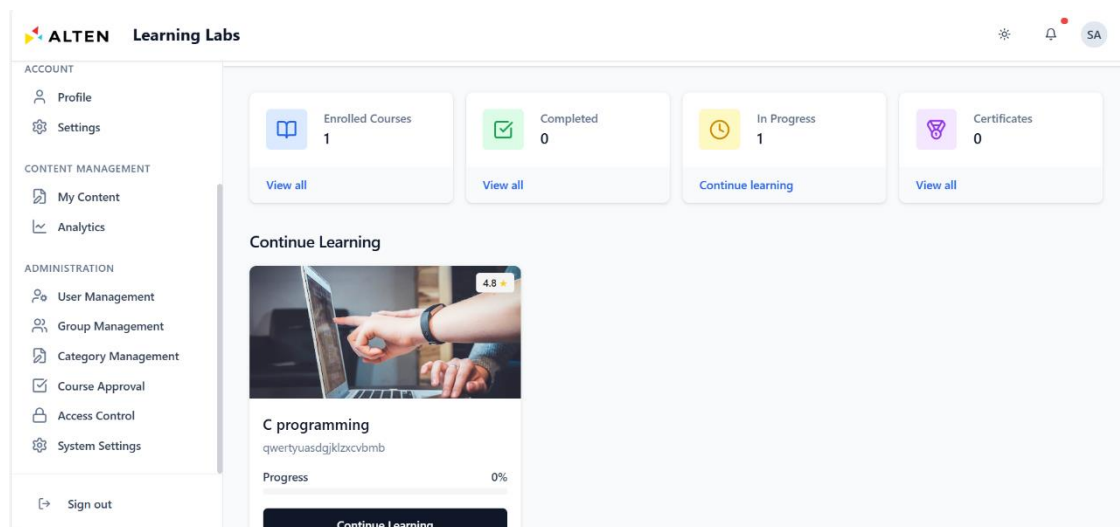 ALTEN Learning Labs
SA
ACCOUNT
Profile
Settings
CONTENT MANAGEMENT
My Content
Analytics
ADMINISTRATION
User Management
Group Management
Category Management
Course Approval
Access Control
System Settings
Sign out
Enrolled Courses
1
View all
Completed
0
View all
In Progress
1
Continue learning
Certificates
0
View all
Continue Learning
4.8
C programming
qwertyuasdgjklzxcvbmb
Progress 0%
Continue Learning